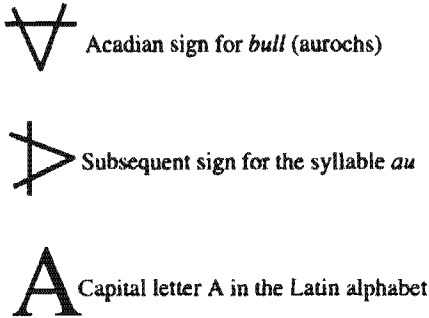 Acadian sign for bull (aurochs)
Subsequent sign for the syllable au
A Capital letter A in the Latin alphabet